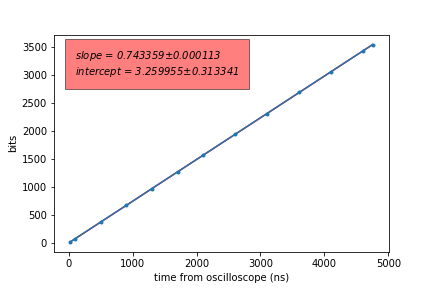 slope = 0.743359±0.000113
intercept = 3.259955±0.313341
3500
3000
2500
2000
1500
1000
500
0
bits
0 1000 2000 3000 4000 5000
time from oscilloscope (ns)